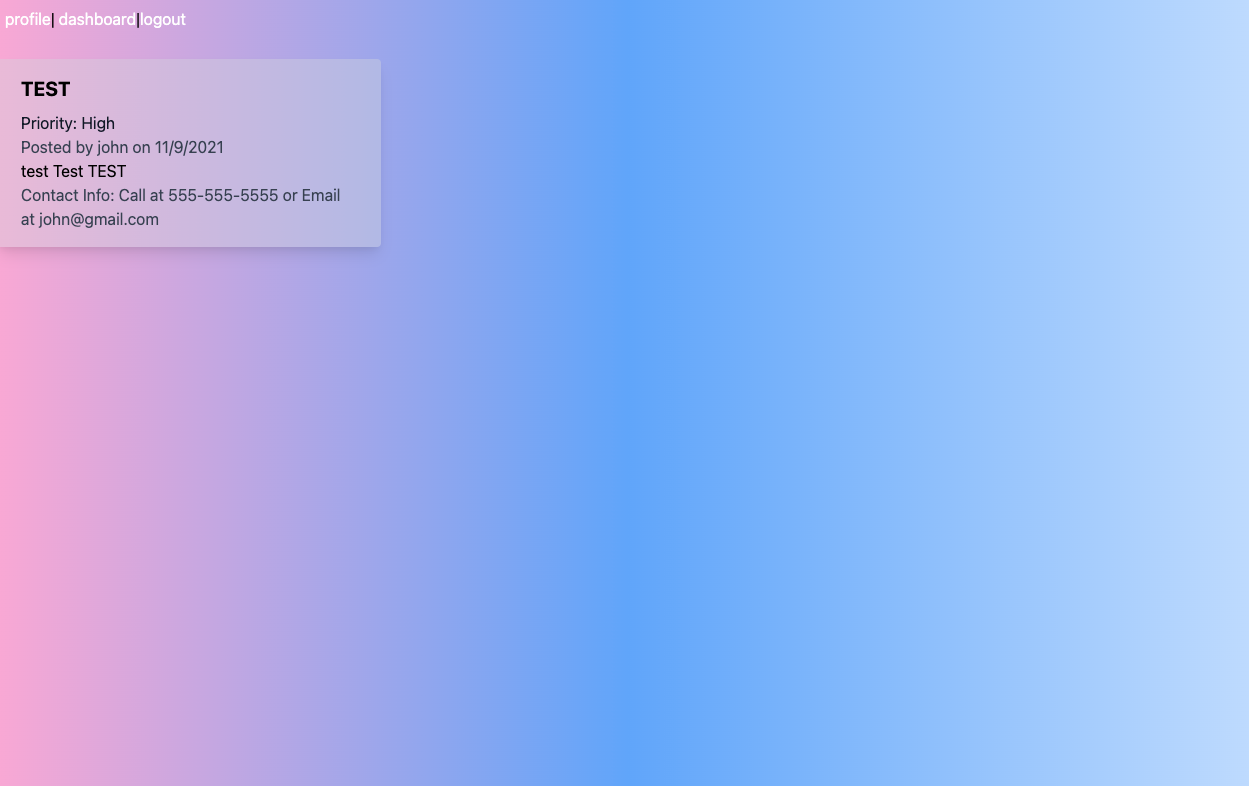 profile| dashboard|logout
TEST
Priority: High
Posted by john on 11/9/2021
test Test TEST
Contact Info: Call at 555-555-5555 or Email
at john@gmail.com